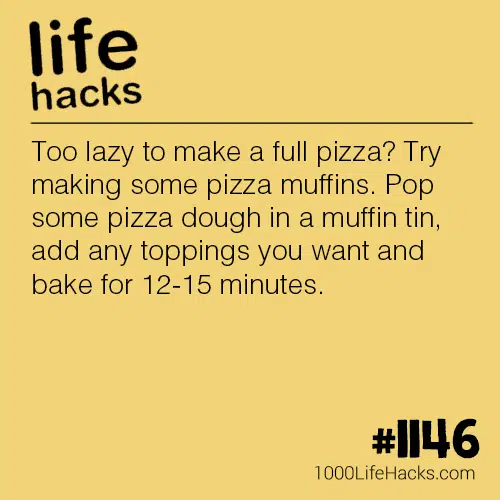 life
hacks
Too lazy to make a full pizza? Try
making some pizza muffins. Pop
some pizza dough in a muffin tin,
add any toppings you want and
bake for 12-15 minutes.
#1146
1000LifeHacks.com